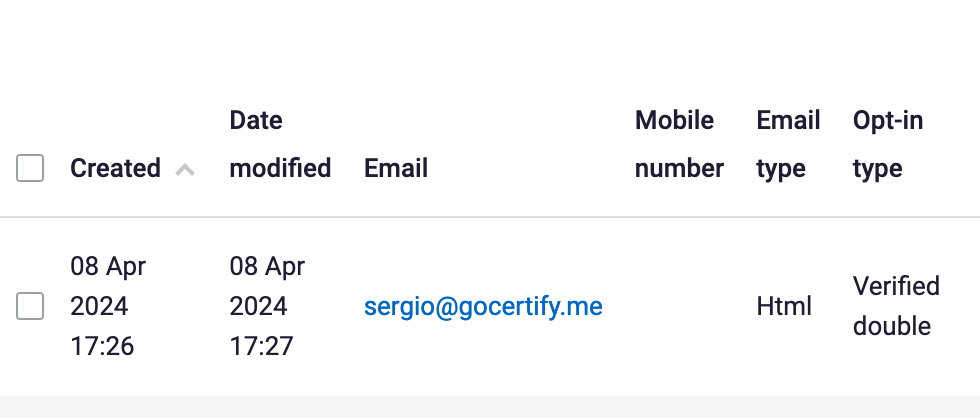 Created
Date modified
Email
Mobile number
Email type
Opt-in type
08 Apr 2024 17:26
08 Apr 2024 17:27
sergio@gocertify.me
Html
Verified double